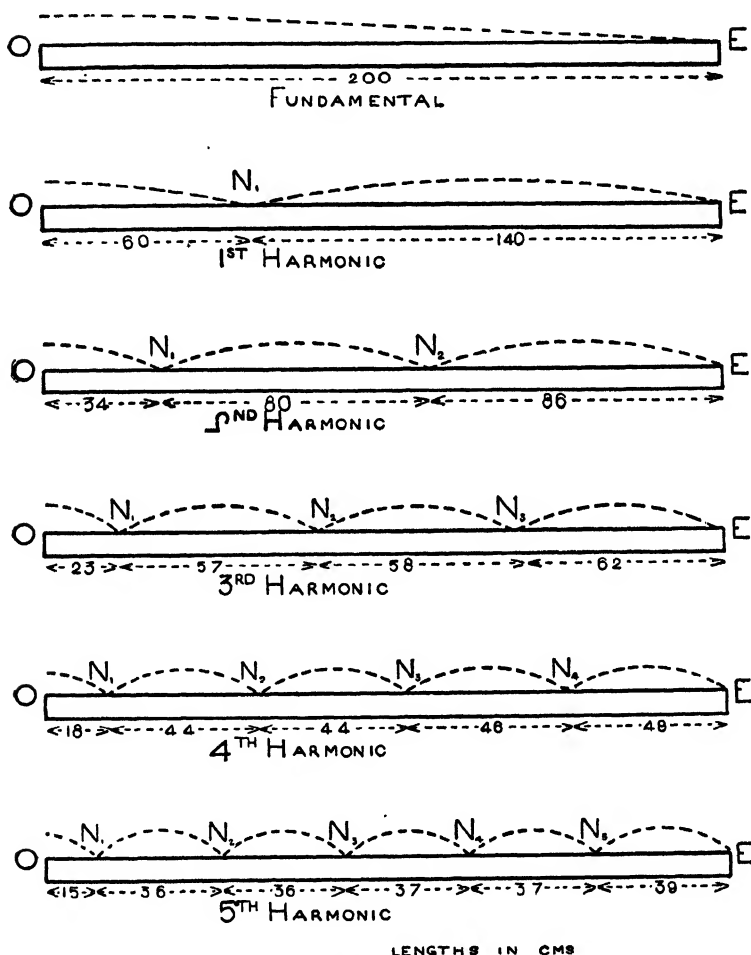 O E
200
FUNDAMENTAL
N₁
O E
60 140
1ST HARMONIC
N₁ N₂
O E
34 80 86
2ND HARMONIC
N₁ N₂ N₃
O E
23 57 58 62
3RD HARMONIC
N₁ N₂ N₃ N₄
O E
18 44 44 46 48
4TH HARMONIC
N₁ N₂ N₃ N₄ N₅
O E
15 36 36 37 37 39
5TH HARMONIC
LENGTHS IN CMS